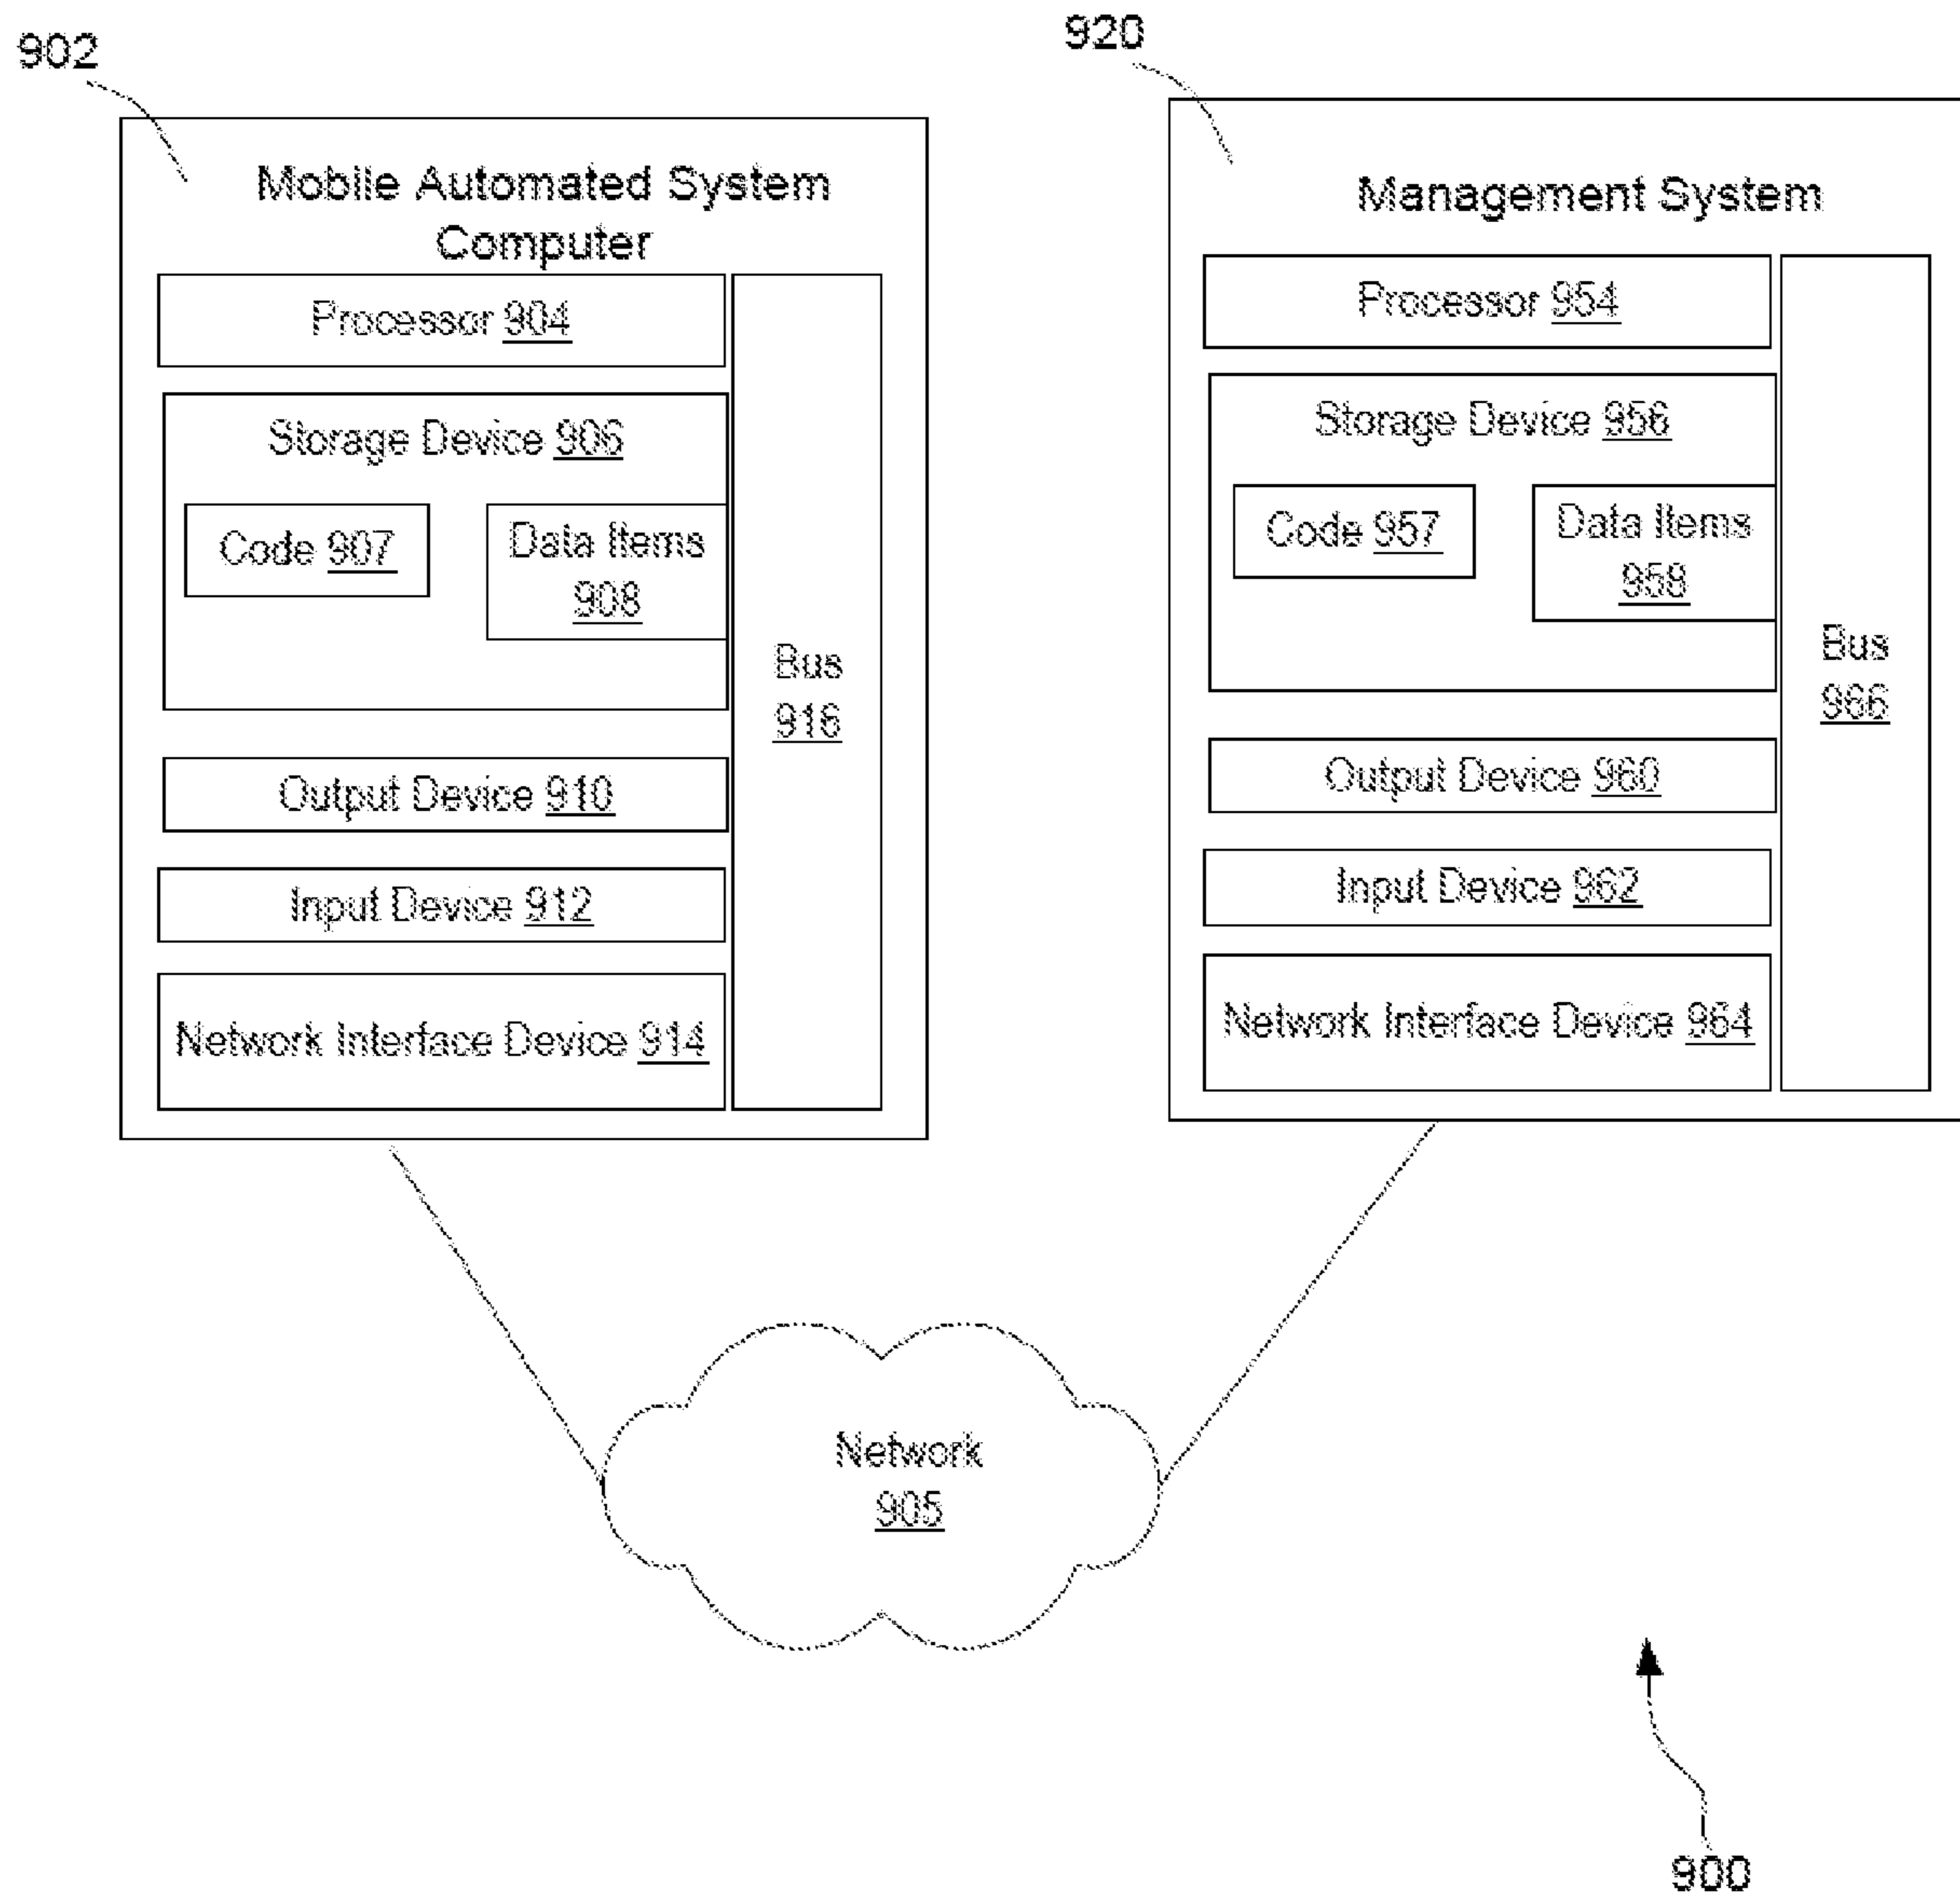 902
Mobile Automated System
Computer
Processor 904
Storage Device 906
Code 907
Data Items
908
Output Device 910
Input Device 912
Network Interface Device 914
Bus
916
920
Management System
Processor 954
Storage Device 956
Code 957
Data Items
958
Output Device 960
Input Device 962
Network Interface Device 964
Bus
966
Network
905
900